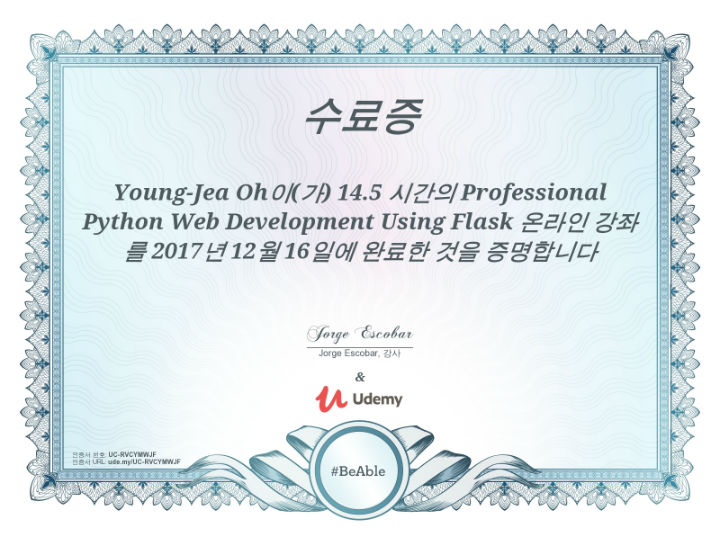 수료증
Young-Jea Oh이(가) 14.5 시간의 Professional
Python Web Development Using Flask 온라인 강좌
를 2017년 12월 16일에 완료한 것을 증명합니다
Jorge Escobar
Jorge Escobar, 강사
&
Udemy
인증서 번호: UC-RVCYMWJF
인증서 URL: ude.my/UC-RVCYMWJF
#BeAble